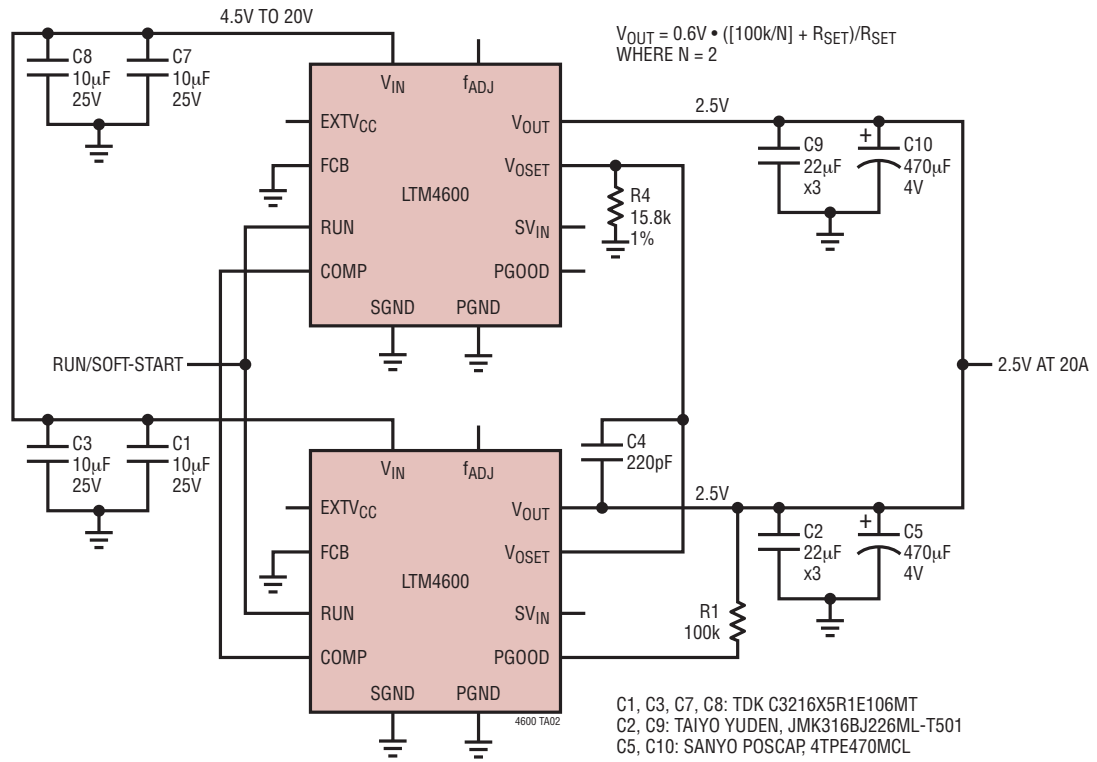 4.5V TO 20V
VOUT = 0.6V • ([100k/N] + RSET)/RSET
WHERE N = 2
C8
10µF
25V
C7
10µF
25V
VIN
fADJ
EXTVCC
FCB
RUN
COMP
LTM4600
VOUT
VOSET
SVIN
PGOOD
SGND
PGND
R4
15.8k
1%
2.5V
C9
22µF
x3
+
C10
470µF
4V
RUN/SOFT-START
2.5V AT 20A
C3
10µF
25V
C1
10µF
25V
C4
220pF
VIN
fADJ
EXTVCC
FCB
RUN
COMP
LTM4600
VOUT
VOSET
SVIN
PGOOD
SGND
PGND
4600 TA02
2.5V
R1
100k
C2
22µF
x3
+
C5
470µF
4V
C1, C3, C7, C8: TDK C3216X5R1E106MT
C2, C9: TAIYO YUDEN, JMK316BJ226ML-T501
C5, C10: SANYO POSCAP, 4TPE470MCL